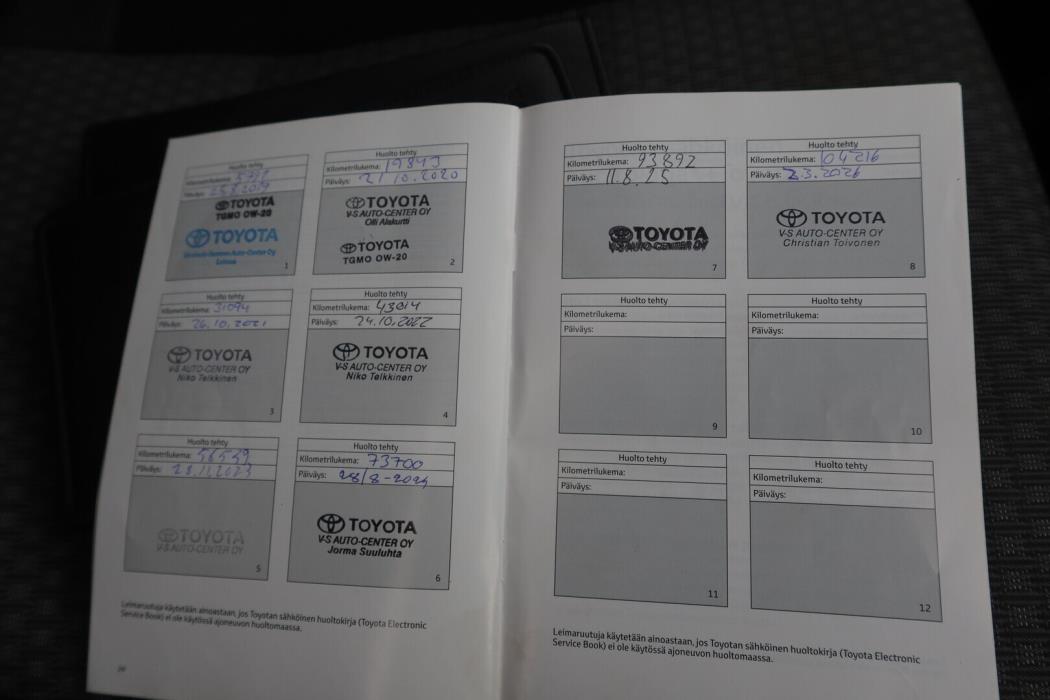 Huolto tehty
Kilometrilukema:
Päiväys: 25.8.2019
TOYOTA
TGMO OW-20
TOYOTA
1
Huolto tehty
Kilometrilukema: 19843
Päiväys: 21/10.2020
TOYOTA
V-S AUTO-CENTER OY
Olli Alakurtti
TOYOTA
TGMO OW-20
2
Huolto tehty
Kilometrilukema: 31094
Päiväys: 26.10.2021
TOYOTA
V-S AUTO-CENTER OY
Niko Telkkinen
3
Huolto tehty
Kilometrilukema: 43014
Päiväys: 24.10.2022
TOYOTA
V-S AUTO-CENTER OY
Niko Telkkinen
4
Huolto tehty
Kilometrilukema: 56559
Päiväys: 28.11.2023
TOYOTA
V-S AUTO-CENTER OY
5
Huolto tehty
Kilometrilukema: 73700
Päiväys: 28/8-2024
TOYOTA
V-S AUTO-CENTER OY
Jorma Suuluhta
6
Leimaruutuja käytetään ainoastaan, jos Toyotan sähköinen huoltokirja (Toyota Electronic
Service Book) ei ole käytössä ajoneuvon huoltomaassa.
Huolto tehty
Kilometrilukema: 93892
Päiväys: 11.8.25
TOYOTA
V-S AUTO-CENTER OY
7
Huolto tehty
Kilometrilukema: 104216
Päiväys: 2.3.2026
TOYOTA
V-S AUTO-CENTER OY
Christian Toivonen
8
Huolto tehty
Kilometrilukema:
Päiväys:
9
Huolto tehty
Kilometrilukema:
Päiväys:
10
Huolto tehty
Kilometrilukema:
Päiväys:
11
Huolto tehty
Kilometrilukema:
Päiväys:
12
Leimaruutuja käytetään ainoastaan, jos Toyotan sähköinen huoltokirja (Toyota Electronic
Service Book) ei ole käytössä ajoneuvon huoltomaassa.